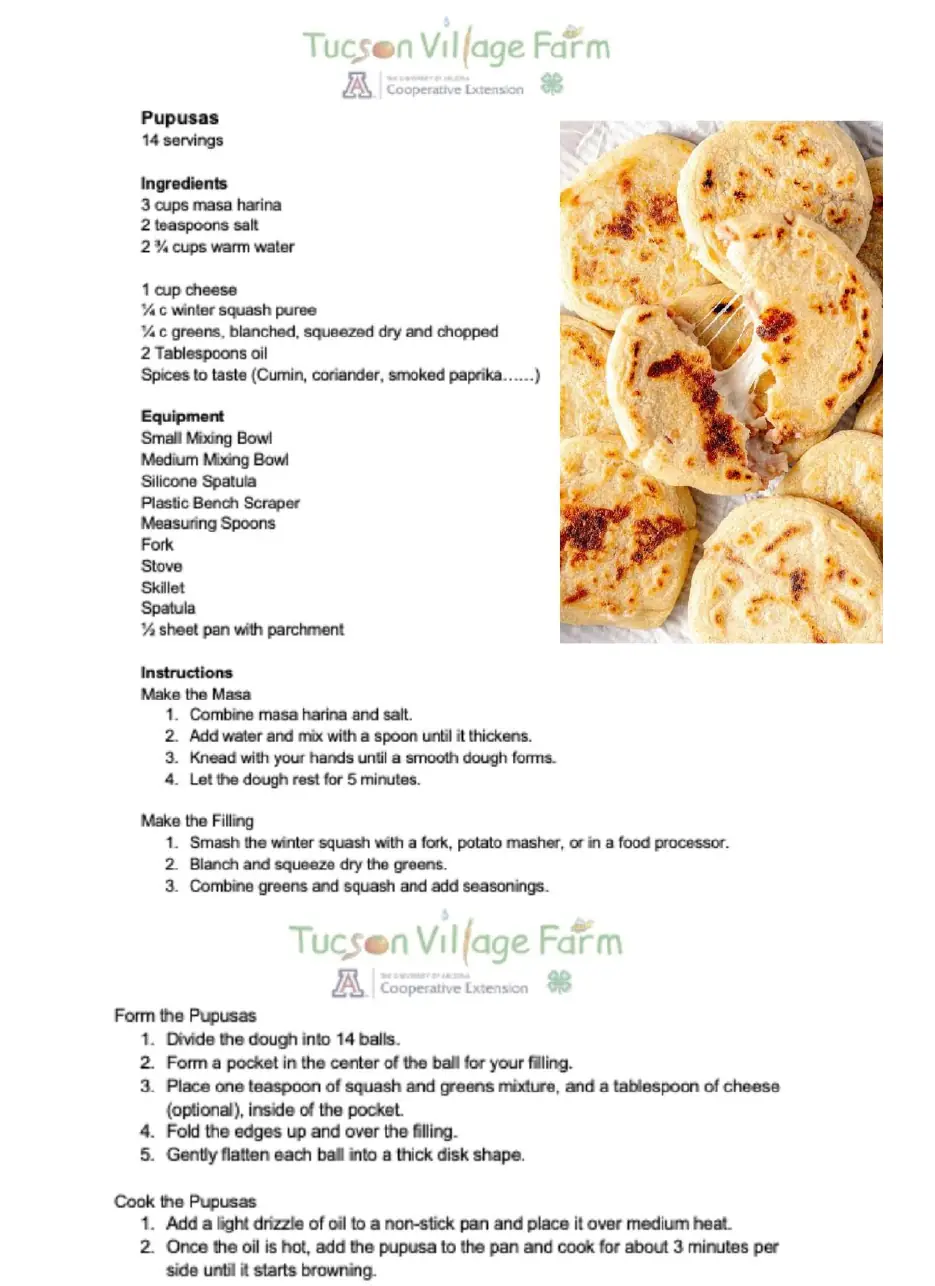 Tucson Village Farm
THE UNIVERSITY OF ARIZONA
Cooperative Extension
Pupusas
14 servings
Ingredients
3 cups masa harina
2 teaspoons salt
2 ¾ cups warm water
1 cup cheese
¼ c winter squash puree
¼ c greens, blanched, squeezed dry and chopped
2 Tablespoons oil
Spices to taste (Cumin, coriander, smoked paprika……)
Equipment
Small Mixing Bowl
Medium Mixing Bowl
Silicone Spatula
Plastic Bench Scraper
Measuring Spoons
Fork
Stove
Skillet
Spatula
½ sheet pan with parchment
Instructions
Make the Masa
1. Combine masa harina and salt.
2. Add water and mix with a spoon until it thickens.
3. Knead with your hands until a smooth dough forms.
4. Let the dough rest for 5 minutes.
Make the Filling
1. Smash the winter squash with a fork, potato masher, or in a food processor.
2. Blanch and squeeze dry the greens.
3. Combine greens and squash and add seasonings.
Tucson Village Farm
THE UNIVERSITY OF ARIZONA
Cooperative Extension
Form the Pupusas
1. Divide the dough into 14 balls.
2. Form a pocket in the center of the ball for your filling.
3. Place one teaspoon of squash and greens mixture, and a tablespoon of cheese
(optional), inside of the pocket.
4. Fold the edges up and over the filling.
5. Gently flatten each ball into a thick disk shape.
Cook the Pupusas
1. Add a light drizzle of oil to a non-stick pan and place it over medium heat.
2. Once the oil is hot, add the pupusa to the pan and cook for about 3 minutes per
side until it starts browning.